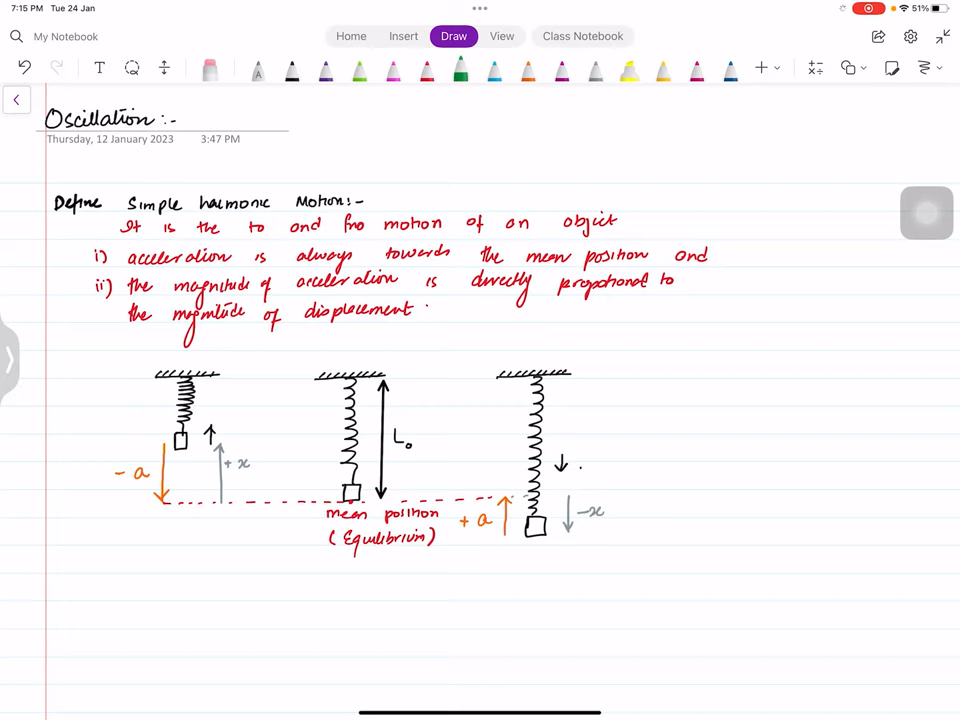 7:15 PM Tue 24 Jan
51%
My Notebook
Home Insert Draw View Class Notebook
Oscillation :-
Thursday, 12 January 2023 3:47 PM
Define Simple harmonic Motion:-
It is the to and fro motion of an object
i) acceleration is always towards the mean position and
ii) the magnitude of acceleration is directly propotional to
the magnitude of displacement.
L₀
+x
- a
mean position
+ a
-x
(Equilibrium)